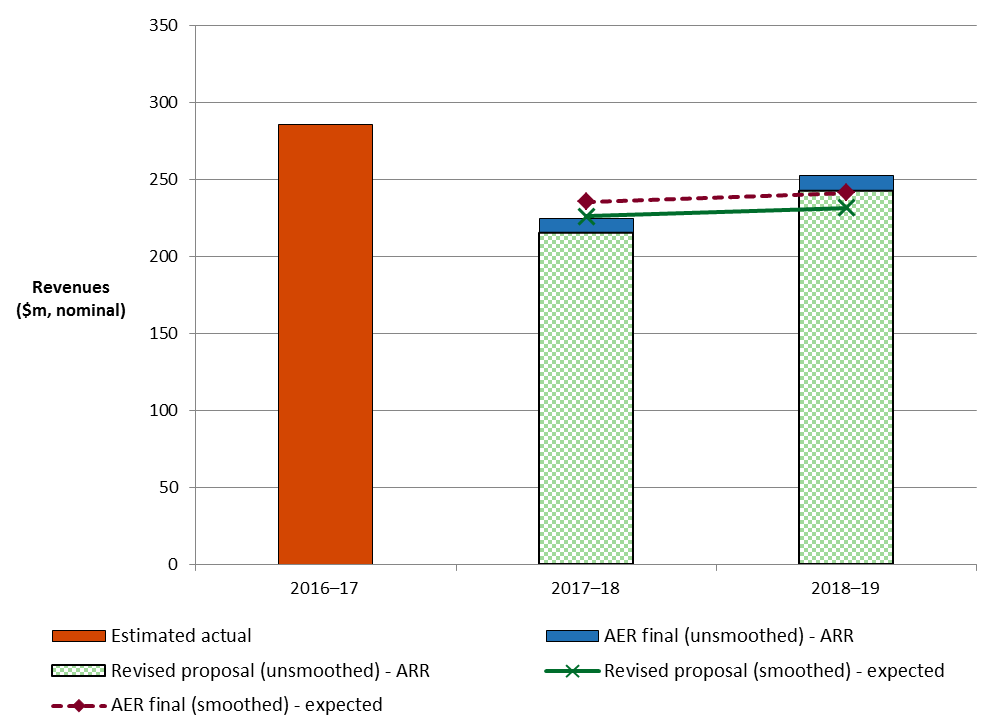 350
300
250
200
150
100
50
0
Revenues
($m, nominal)
2016–17
2017–18
2018–19
Estimated actual
AER final (unsmoothed) - ARR
Revised proposal (unsmoothed) - ARR
Revised proposal (smoothed) - expected
AER final (smoothed) - expected